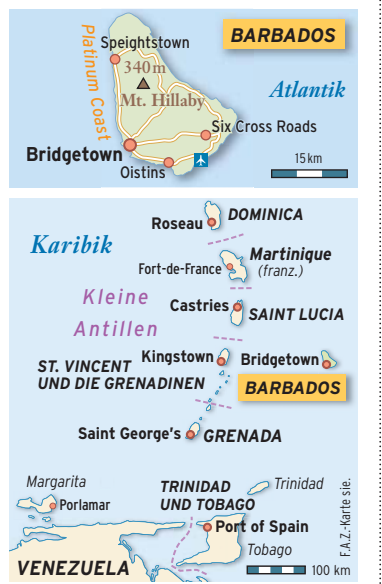 Speightstown
BARBADOS
Platinum Coast
340 m
Mt. Hillaby
Atlantik
Six Cross Roads
Bridgetown
Oistins
15 km
Roseau
DOMINICA
Karibik
Martinique
(franz.)
Fort-de-France
Kleine
Antillen
Castries
SAINT LUCIA
Kingstown
Bridgetown
ST. VINCENT
UND DIE GRENADINEN
BARBADOS
Saint George's
GRENADA
Margarita
Porlamar
TRINIDAD
UND TOBAGO
Trinidad
Port of Spain
Tobago
VENEZUELA
100 km
F.A.Z.-Karte sie.